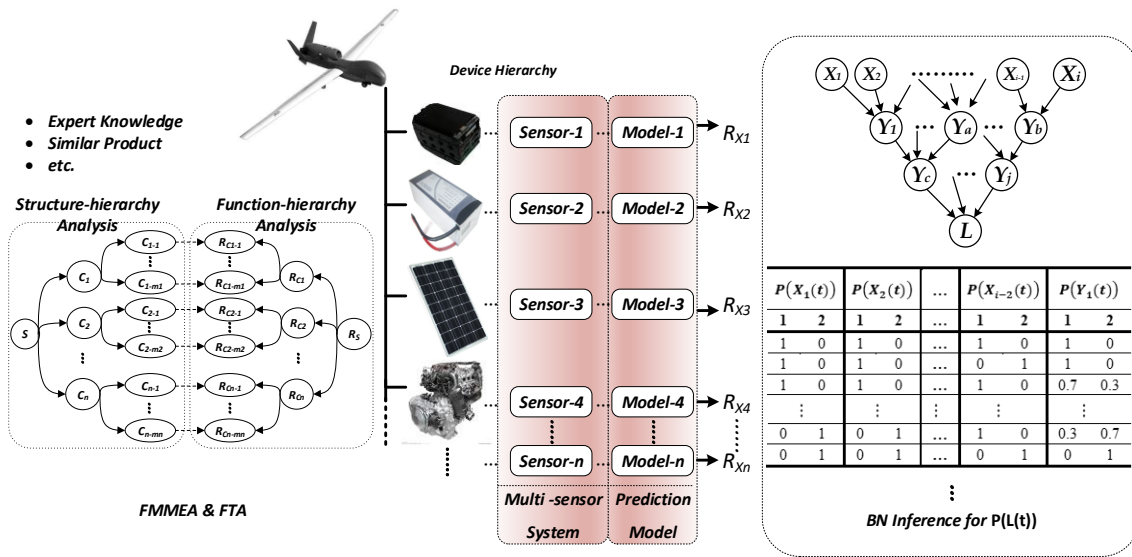 Device Hierarchy
• Expert Knowledge
• Similar Product
• etc.
Structure-hierarchy
Analysis
Function-hierarchy
Analysis
S
C1
C2
Cn
C1-1
C1-m1
C2-1
C2-m2
Cn-1
Cn-mn
RC1-1
RC1-m1
RC2-1
RC2-m2
RCn-1
RCn-mn
RC1
RC2
RCn
RS
FMMEA & FTA
Sensor-1 Model-1 RX1
Sensor-2 Model-2 RX2
Sensor-3 Model-3 RX3
Sensor-4 Model-4 RX4
Sensor-n Model-n RXn
Multi -sensor
System
Prediction
Model
X1 X2 ......... Xi-1 Xi
Y1 ... Ya ... Yb
Yc ... Yj
L
P(X1(t)) P(X2(t)) ... P(Xi−2(t)) P(Y1(t))
1 2 1 2 ... 1 2 1 2
1 0 1 0 ... 1 0 1 0
1 0 1 0 ... 0 1 1 0
1 0 1 0 ... 1 0 0.7 0.3
⋮ ⋮ ⋮ ⋮
0 1 0 1 ... 1 0 0.3 0.7
0 1 0 1 ... 0 1 0 1
BN Inference for P(L(t))